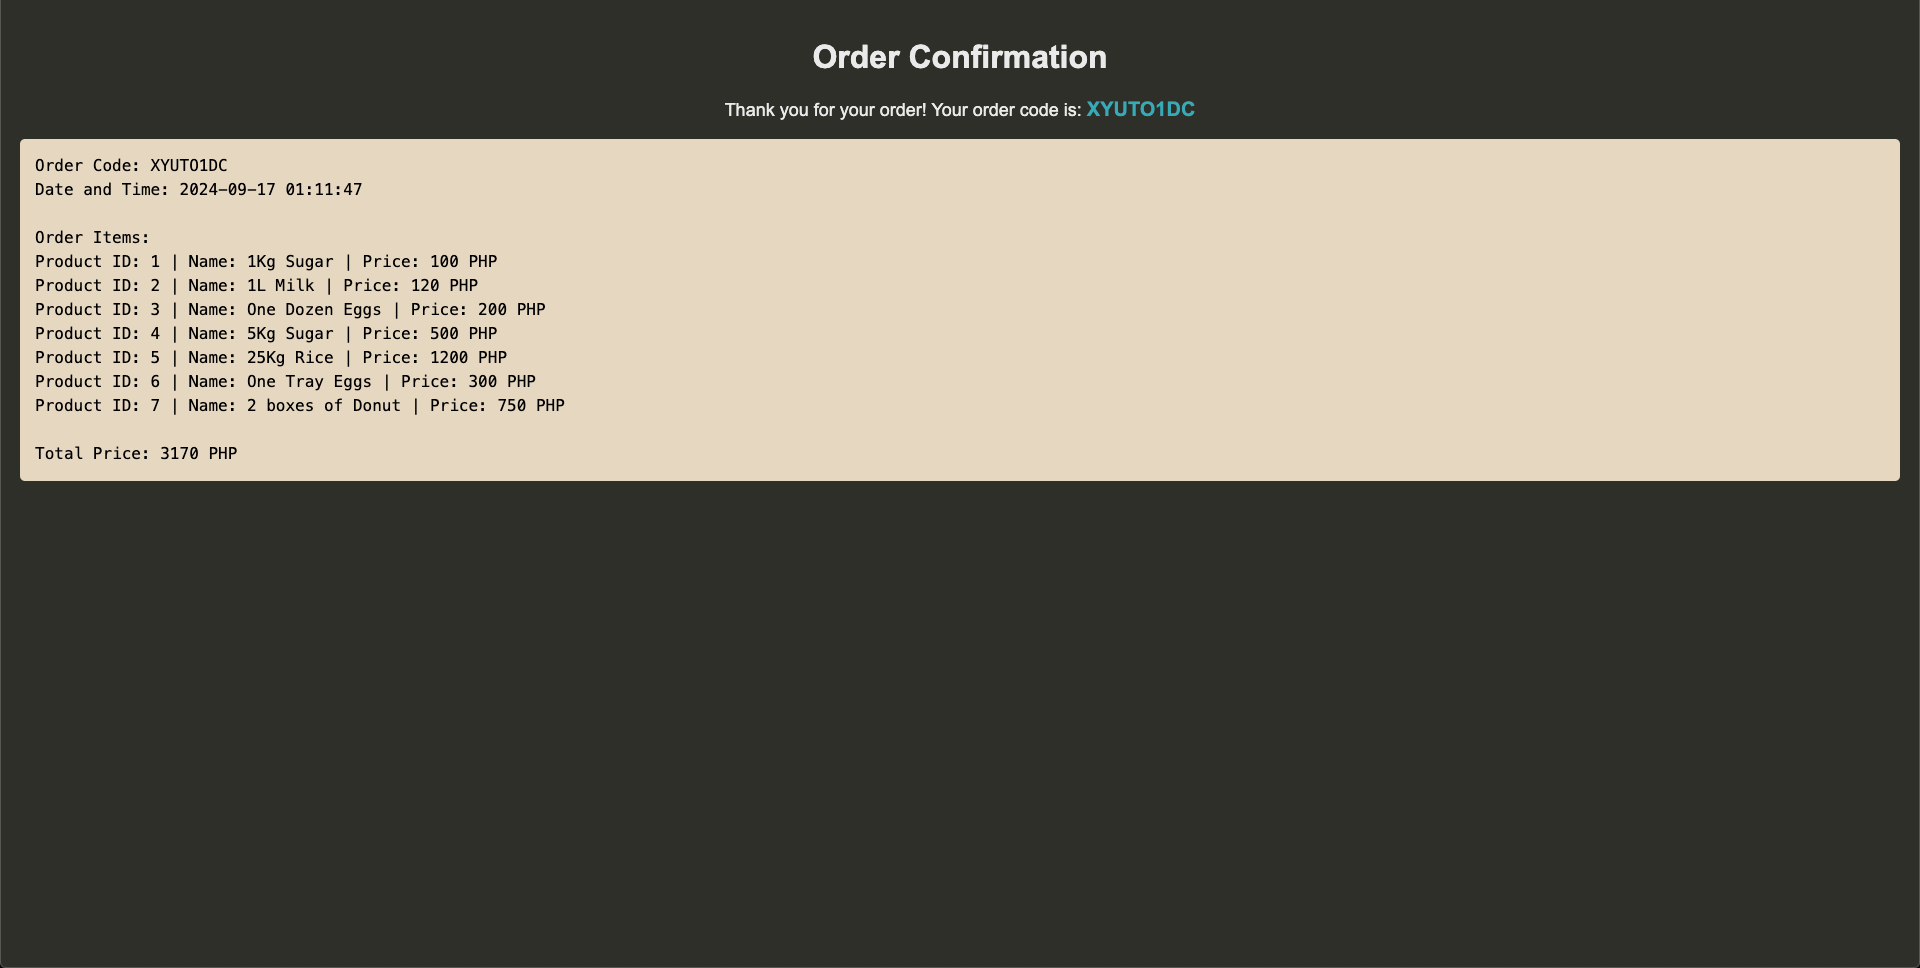 Order Confirmation
Thank you for your order! Your order code is: XYUTO1DC
Order Code: XYUTO1DC
Date and Time: 2024-09-17 01:11:47
Order Items:
Product ID: 1 | Name: 1Kg Sugar | Price: 100 PHP
Product ID: 2 | Name: 1L Milk | Price: 120 PHP
Product ID: 3 | Name: One Dozen Eggs | Price: 200 PHP
Product ID: 4 | Name: 5Kg Sugar | Price: 500 PHP
Product ID: 5 | Name: 25Kg Rice | Price: 1200 PHP
Product ID: 6 | Name: One Tray Eggs | Price: 300 PHP
Product ID: 7 | Name: 2 boxes of Donut | Price: 750 PHP
Total Price: 3170 PHP